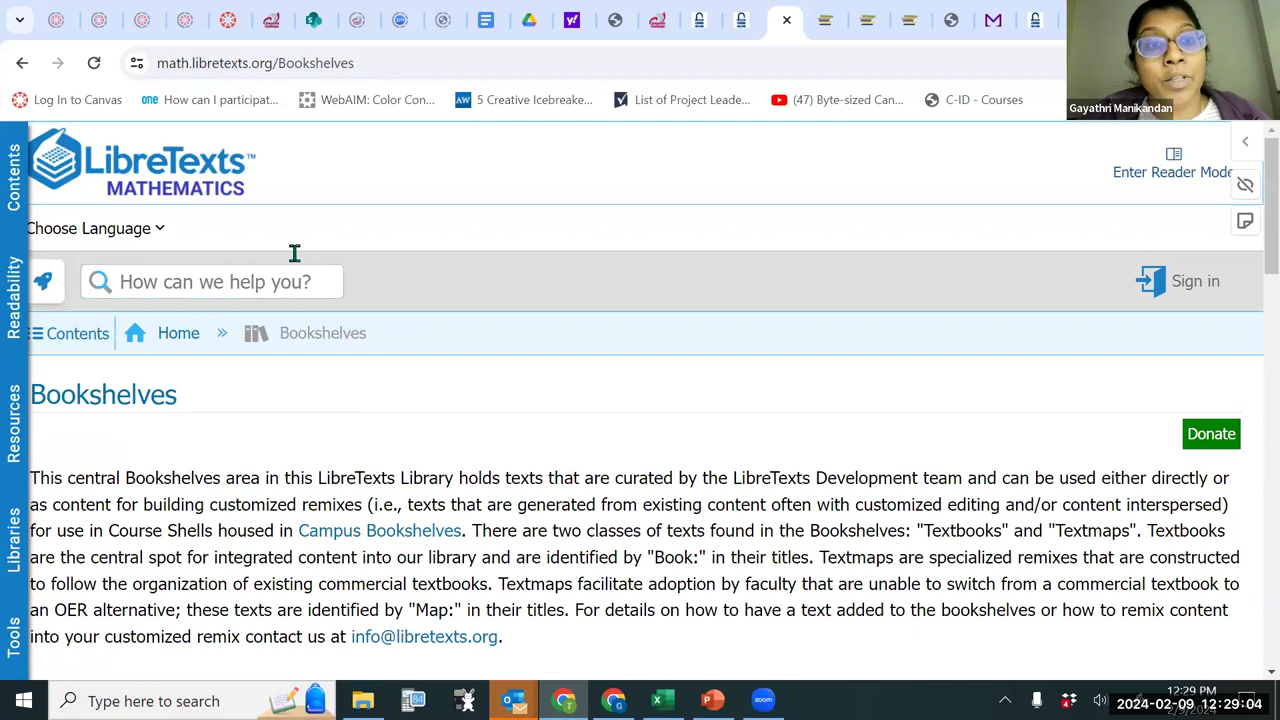 math.libretexts.org/Bookshelves
Log In to Canvas
one How can I participat...
WebAIM: Color Con...
AW 5 Creative Icebreake...
List of Project Leade...
(47) Byte-sized Can...
C-ID - Courses
Gayathri Manikandan
Contents
Readability
Resources
Libraries
Tools
LibreTexts™
MATHEMATICS
Enter Reader Mode
Choose Language
How can we help you?
Sign in
Contents
Home
»
Bookshelves
Bookshelves
Donate
This central Bookshelves area in this LibreTexts Library holds texts that are curated by the LibreTexts Development team and can be used either directly or
as content for building customized remixes (i.e., texts that are generated from existing content often with customized editing and/or content interspersed)
for use in Course Shells housed in Campus Bookshelves. There are two classes of texts found in the Bookshelves: "Textbooks" and "Textmaps". Textbooks
are the central spot for integrated content into our library and are identified by "Book:" in their titles. Textmaps are specialized remixes that are constructed
to follow the organization of existing commercial textbooks. Textmaps facilitate adoption by faculty that are unable to switch from a commercial textbook to
an OER alternative; these texts are identified by "Map:" in their titles. For details on how to have a text added to the bookshelves or how to remix content
into your customized remix contact us at info@libretexts.org.
Type here to search
zoom
12:29 PM
2024-02-09 12:29:04